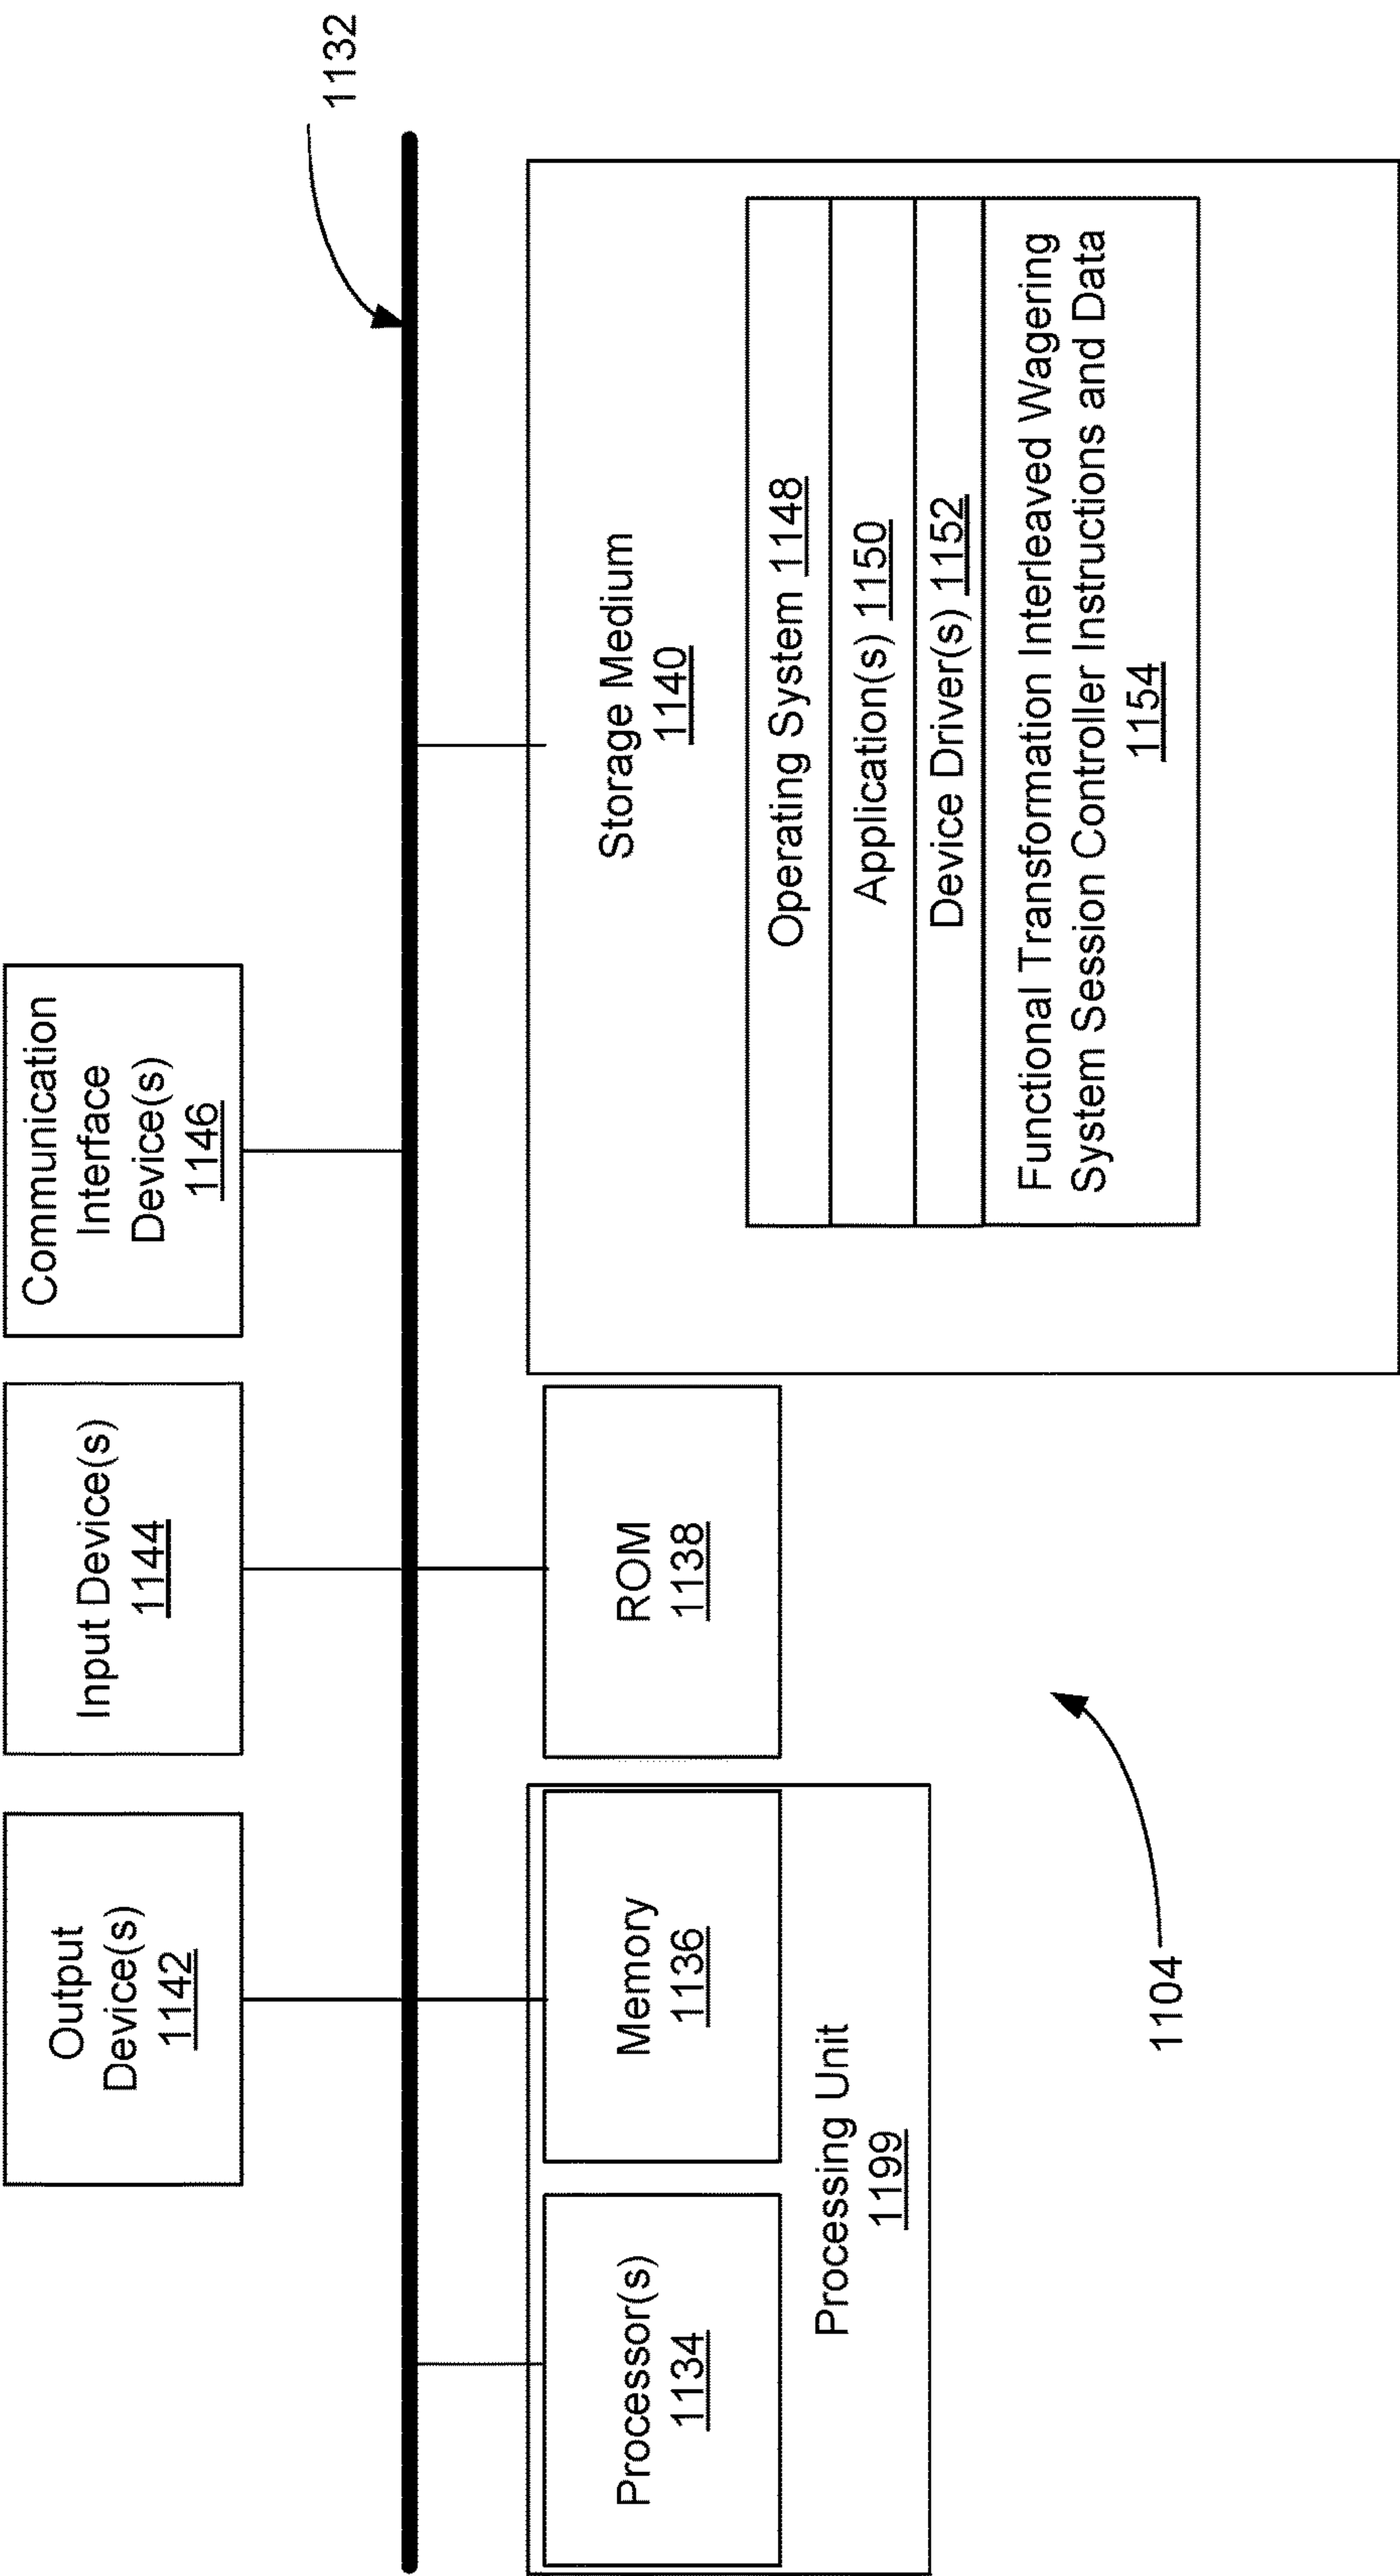 1132
Output
Device(s)
1142
Input Device(s)
1144
Communication
Interface
Device(s)
1146
Processor(s)
1134
Memory
1136
Processing Unit
1199
ROM
1138
Storage Medium
1140
Operating System 1148
Application(s) 1150
Device Driver(s) 1152
Functional Transformation Interleaved Wagering
System Session Controller Instructions and Data
1154
1104